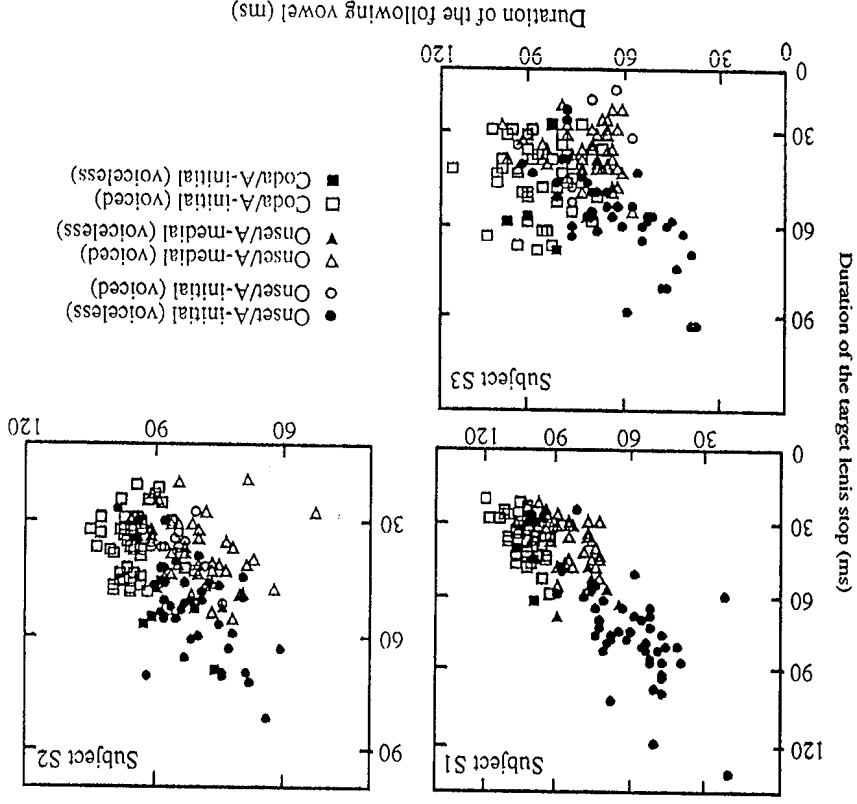 Subject S1
Subject S2
Subject S3
120
90
60
30
0
30
60
90
120
90
60
30
60
90
121
90
60
30
0
0
30
60
90
120
Duration of the target lenis stop (ms)
Duration of the following vowel (ms)
● Onset/A-initial (voiceless)
○ Onset/A-initial (voiced)
△ Onset/A-medial (voiced)
▲ Onset/A-medial (voiceless)
□ Coda/A-initial (voiced)
■ Coda/A-initial (voiceless)